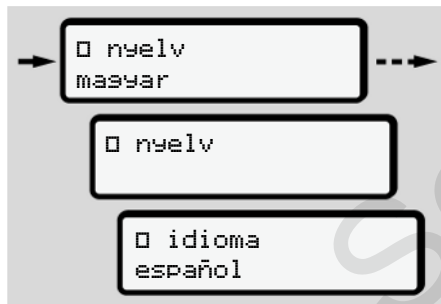 □ nyelv
magyar
□ nyelv
□ idioma
español